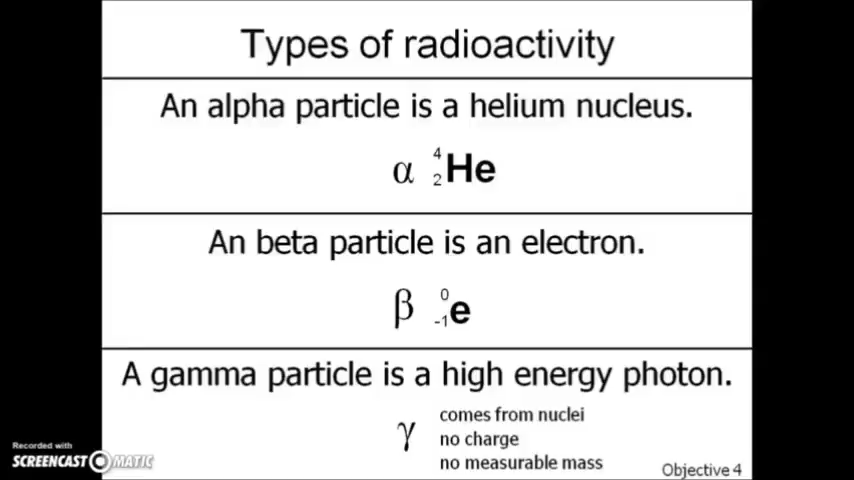 Types of radioactivity
An alpha particle is a helium nucleus.
α ⁴₂He
An beta particle is an electron.
β ⁰₋₁e
A gamma particle is a high energy photon.
γ
comes from nuclei
no charge
no measurable mass
Objective 4
Recorded with
SCREENCAST-O-MATIC